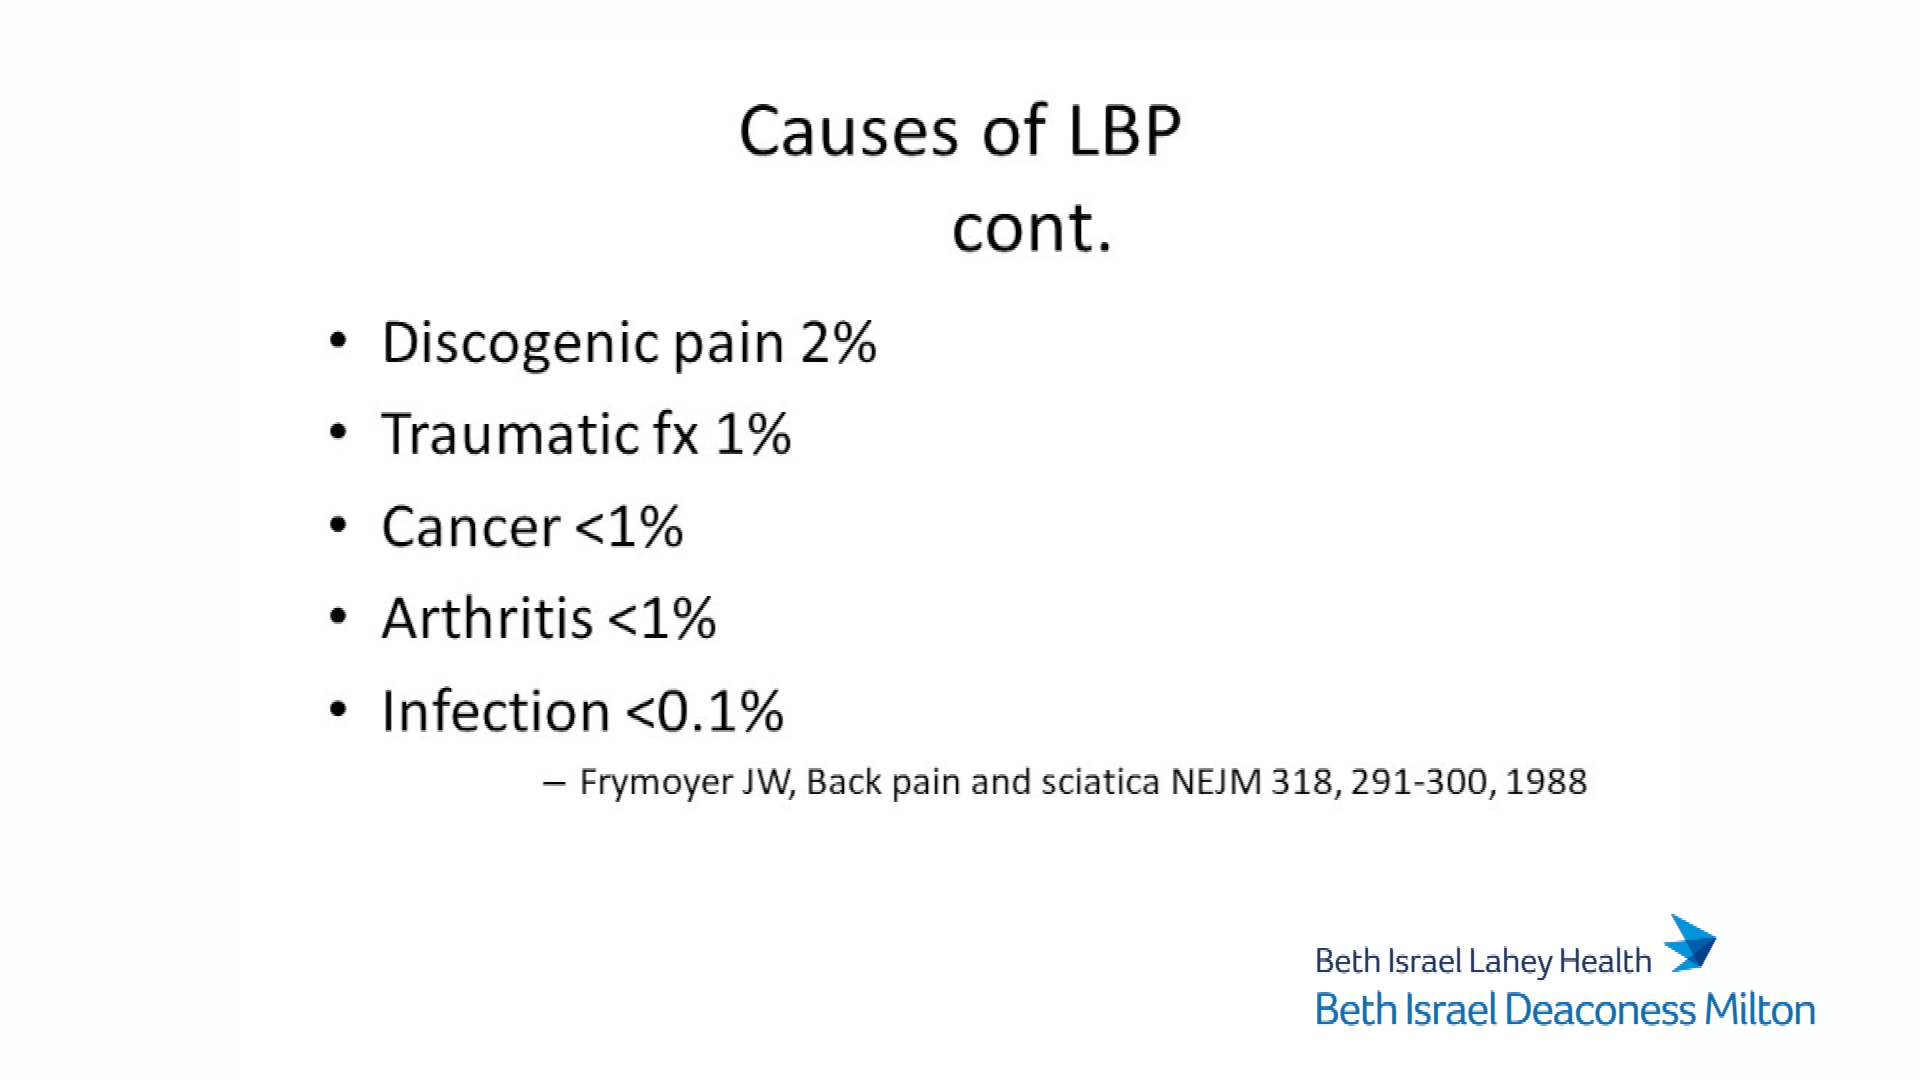 Causes of LBP
cont.
• Discogenic pain 2%
• Traumatic fx 1%
• Cancer <1%
• Arthritis <1%
• Infection <0.1%
– Frymoyer JW, Back pain and sciatica NEJM 318, 291-300, 1988
Beth Israel Lahey Health
Beth Israel Deaconess Milton